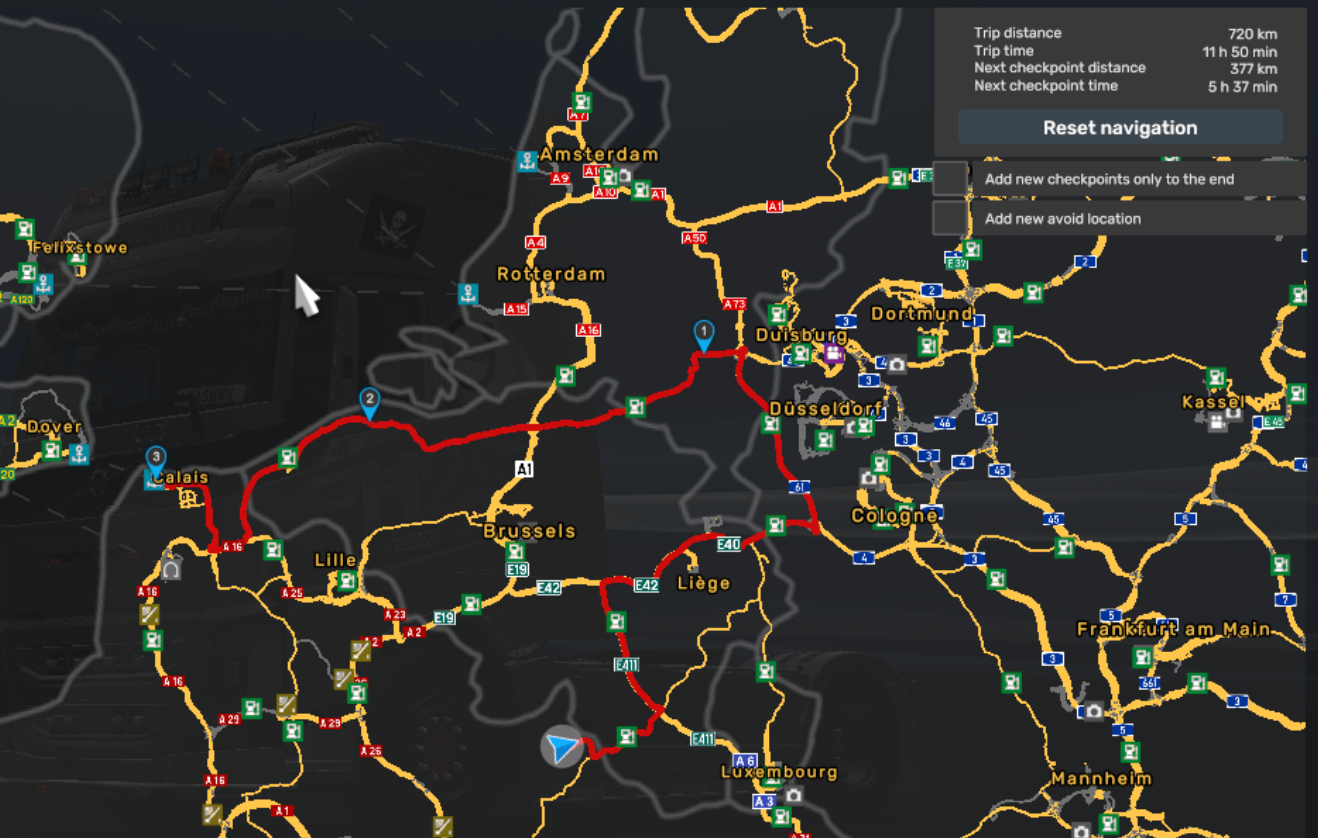 Trip distance 720 km
Trip time 11 h 50 min
Next checkpoint distance 377 km
Next checkpoint time 5 h 37 min
Reset navigation
Add new checkpoints only to the end
Add new avoid location
A7
Amsterdam
A9
A10
A1
A1
A4
A50
Felixstowe
A120
E37
2
Rotterdam
A15
A73
2
A16
1
Duisburg
3
Dortmund
1
4
3
2
Düsseldorf
Kassel
A2
Dover
20
46
45
E45
3
3
4
45
4
A1
3
Calais
61
Brussels
Cologne
45
5
A16
E40
4
3
Lille
E19
E42
E42
Liège
A16
A25
A23
E19
A2
5
7
Frankfurt am Main
E411
3
A16
661
3
A29
A29
A26
E411
5
A6
Luxembourg
Mannheim
A16
A3
A1